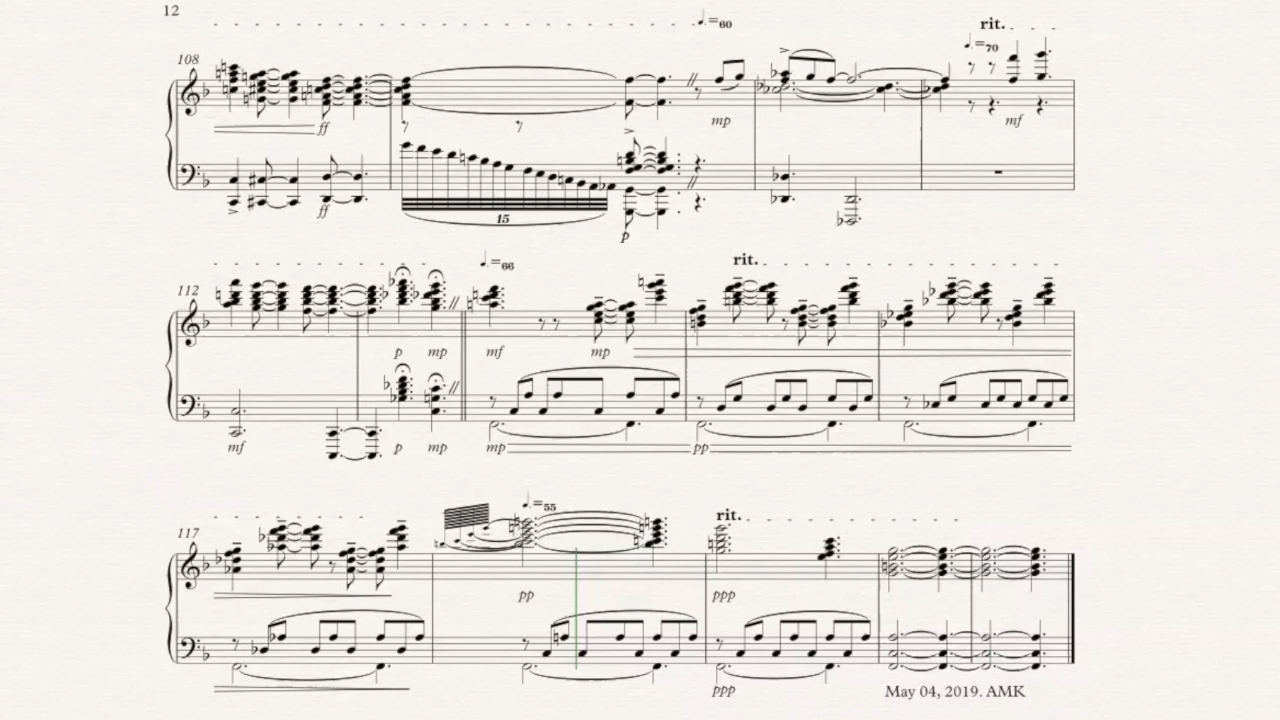 12
♩.=60
rit.
♩.=70
108
ff
mp
mf
ff
15
p
♩.=66
rit.
112
p mp mf mp
mf p mp mp pp
♩.=55
rit.
117
pp ppp
ppp
May 04, 2019. AMK